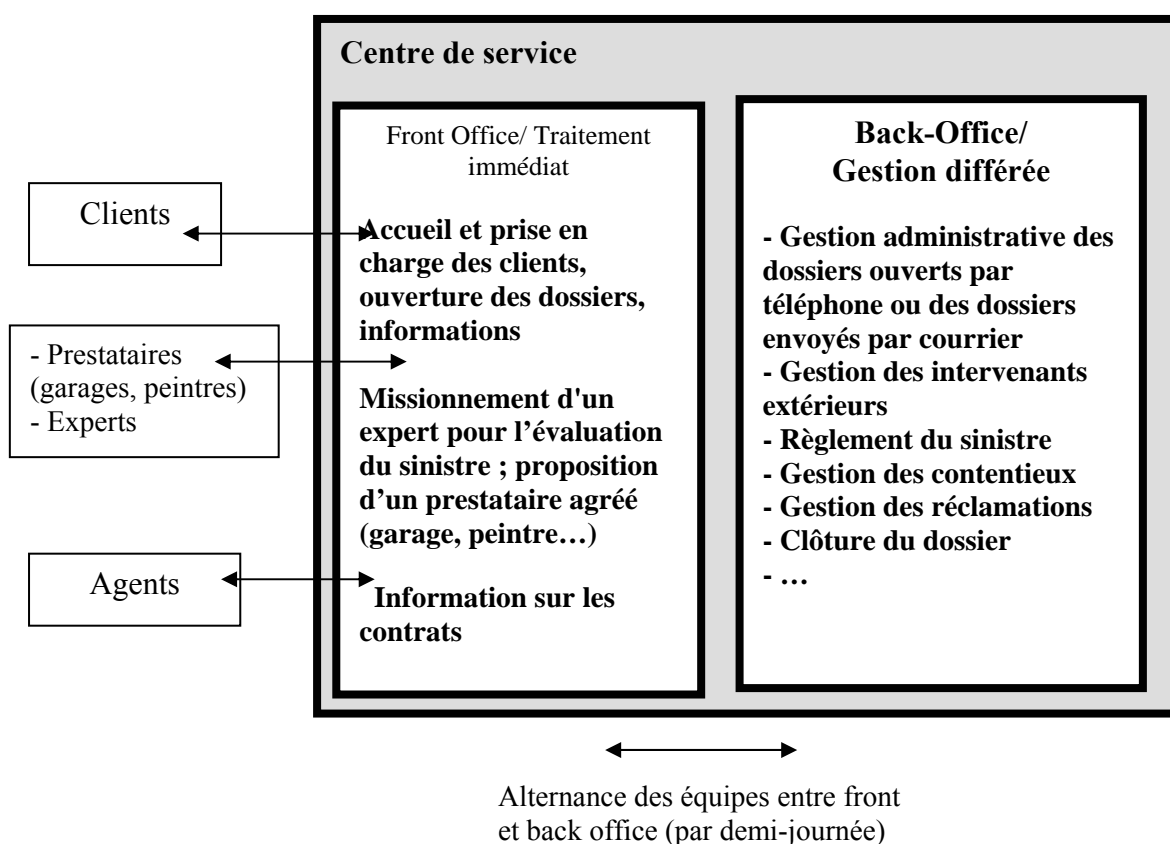 Centre de service
Clients
- Prestataires
(garages, peintres)
- Experts
Agents
Front Office/ Traitement
immédiat
Accueil et prise en
charge des clients,
ouverture des dossiers,
informations
Missionnement d'un
expert pour l’évaluation
du sinistre ; proposition
d’un prestataire agréé
(garage, peintre…)
Information sur les
contrats
Back-Office/
Gestion différée
- Gestion administrative des
dossiers ouverts par
téléphone ou des dossiers
envoyés par courrier
- Gestion des intervenants
extérieurs
- Règlement du sinistre
- Gestion des contentieux
- Gestion des réclamations
- Clôture du dossier
- …
Alternance des équipes entre front
et back office (par demi-journée)